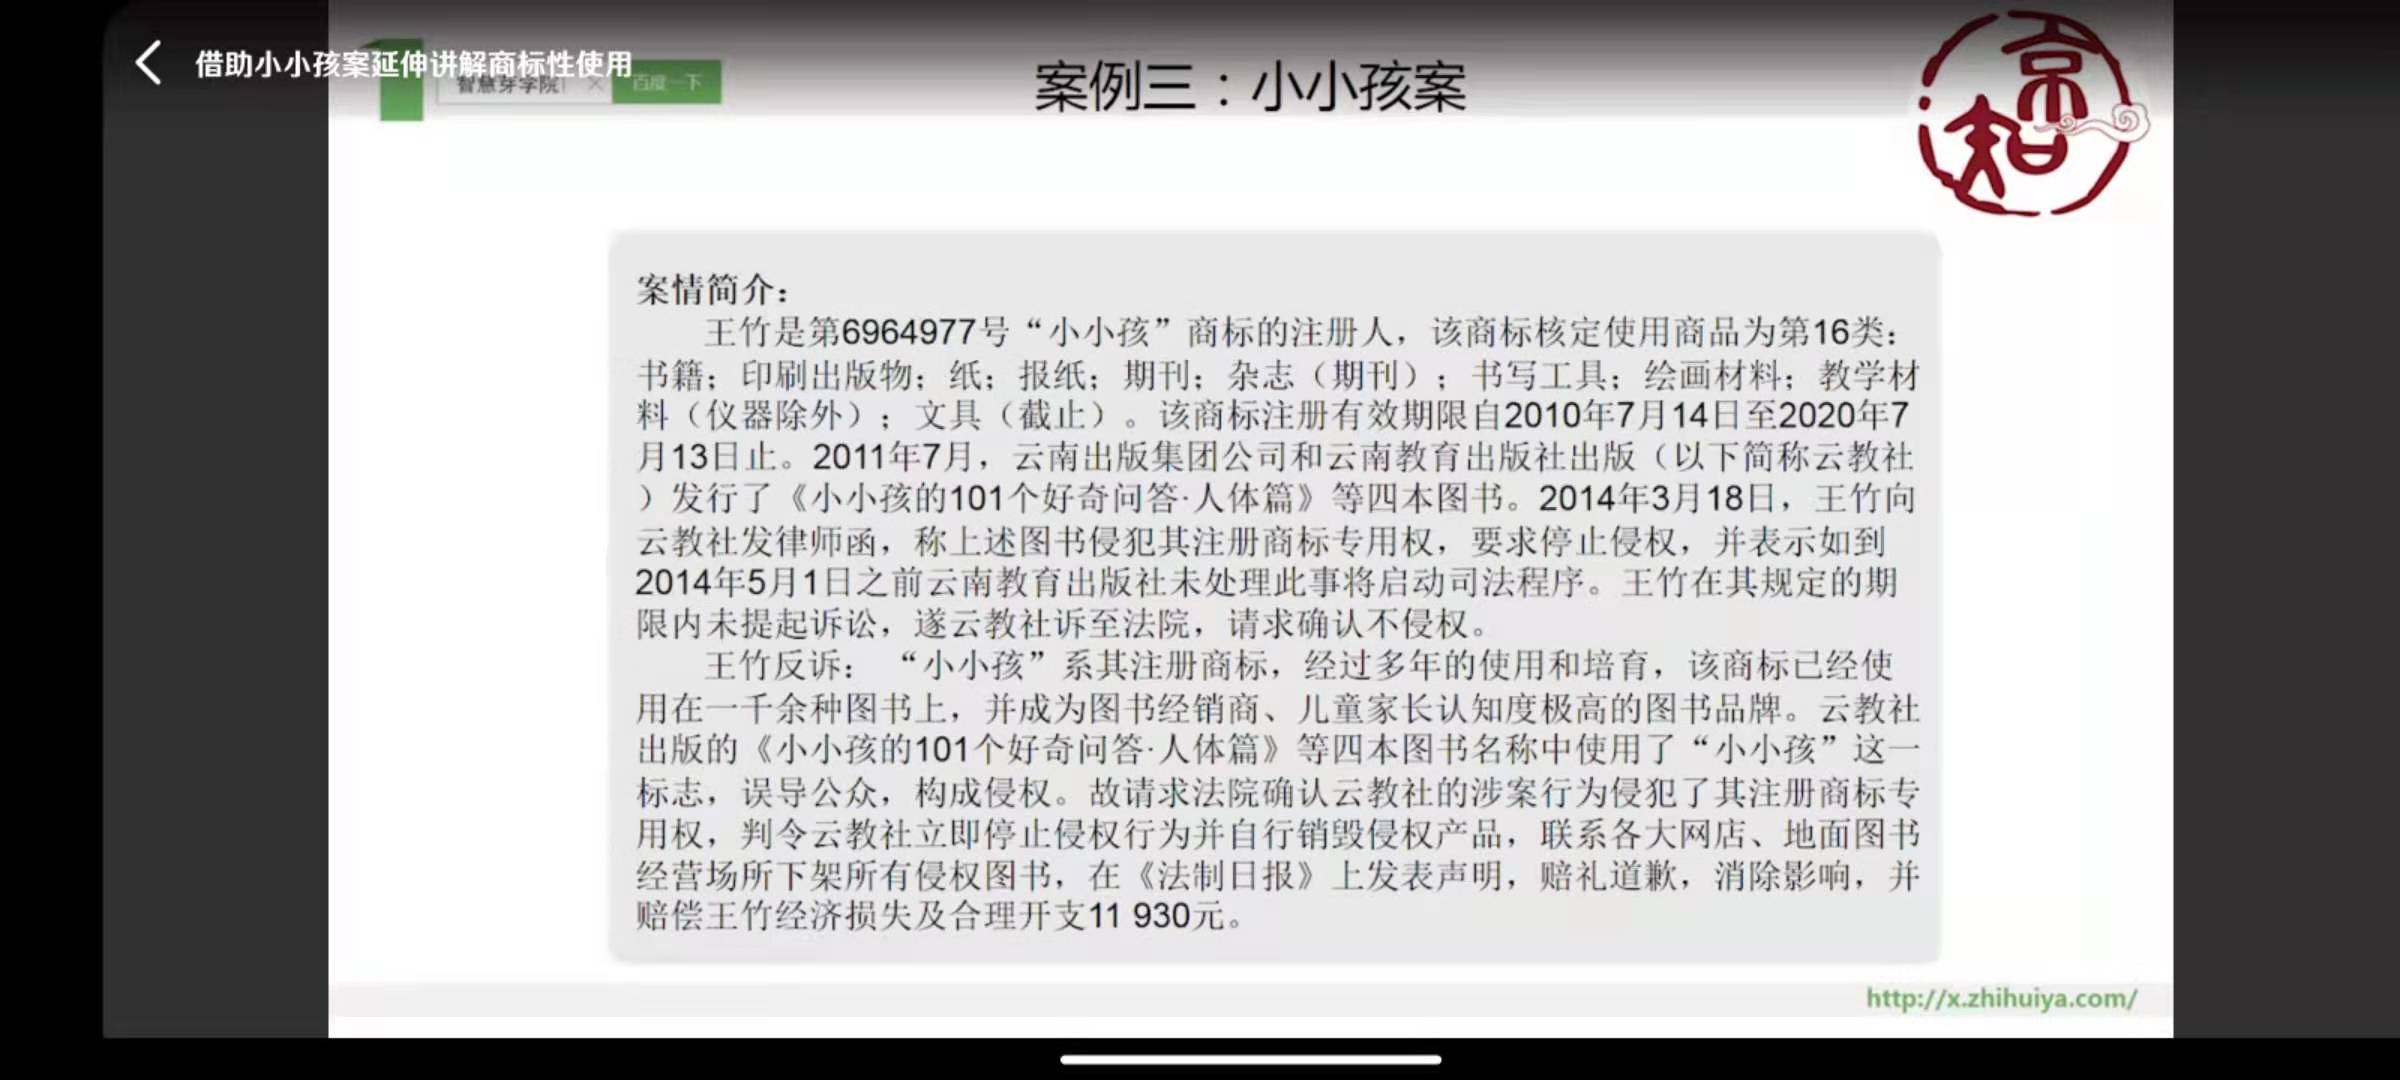 借助小小孩案延伸讲解商标性使用
智慧芽学院
百度一下
案例三：小小孩案
京知
案情简介：
王竹是第6964977号“小小孩”商标的注册人，该商标核定使用商品为第16类：
书籍；印刷出版物；纸；报纸；期刊；杂志（期刊）；书写工具；绘画材料；教学材
料（仪器除外）；文具（截止）。该商标注册有效期限自2010年7月14日至2020年7
月13日止。2011年7月，云南出版集团公司和云南教育出版社出版（以下简称云教社
）发行了《小小孩的101个好奇问答·人体篇》等四本图书。2014年3月18日，王竹向
云教社发律师函，称上述图书侵犯其注册商标专用权，要求停止侵权，并表示如到
2014年5月1日之前云南教育出版社未处理此事将启动司法程序。王竹在其规定的期
限内未提起诉讼，遂云教社诉至法院，请求确认不侵权。
王竹反诉：“小小孩”系其注册商标，经过多年的使用和培育，该商标已经使
用在一千余种图书上，并成为图书经销商、儿童家长认知度极高的图书品牌。云教社
出版的《小小孩的101个好奇问答·人体篇》等四本图书名称中使用了“小小孩”这一
标志，误导公众，构成侵权。故请求法院确认云教社的涉案行为侵犯了其注册商标专
用权，判令云教社立即停止侵权行为并自行销毁侵权产品，联系各大网店、地面图书
经营场所下架所有侵权图书，在《法制日报》上发表声明，赔礼道歉，消除影响，并
赔偿王竹经济损失及合理开支11 930元。
http://x.zhihuiya.com/